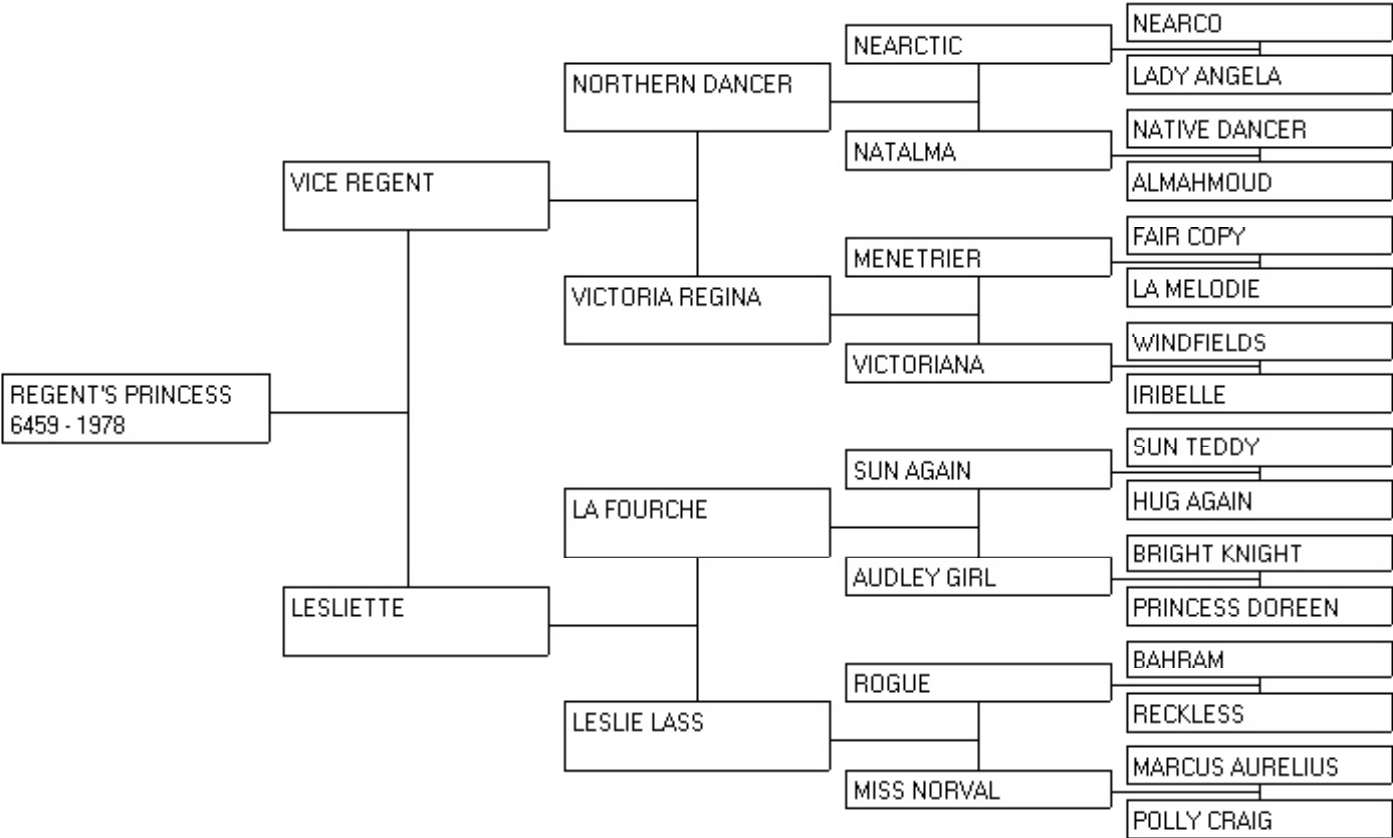 NEARCO
NEARCTIC
LADY ANGELA
NORTHERN DANCER
NATIVE DANCER
NATALMA
ALMAHMOUD
VICE REGENT
FAIR COPY
MENETRIER
LA MELODIE
VICTORIA REGINA
WINDFIELDS
VICTORIANA
IRIBELLE
REGENT'S PRINCESS
6459 - 1978
SUN TEDDY
SUN AGAIN
HUG AGAIN
LA FOURCHE
BRIGHT KNIGHT
AUDLEY GIRL
PRINCESS DOREEN
LESLIETTE
BAHRAM
ROGUE
RECKLESS
LESLIE LASS
MARCUS AURELIUS
MISS NORVAL
POLLY CRAIG